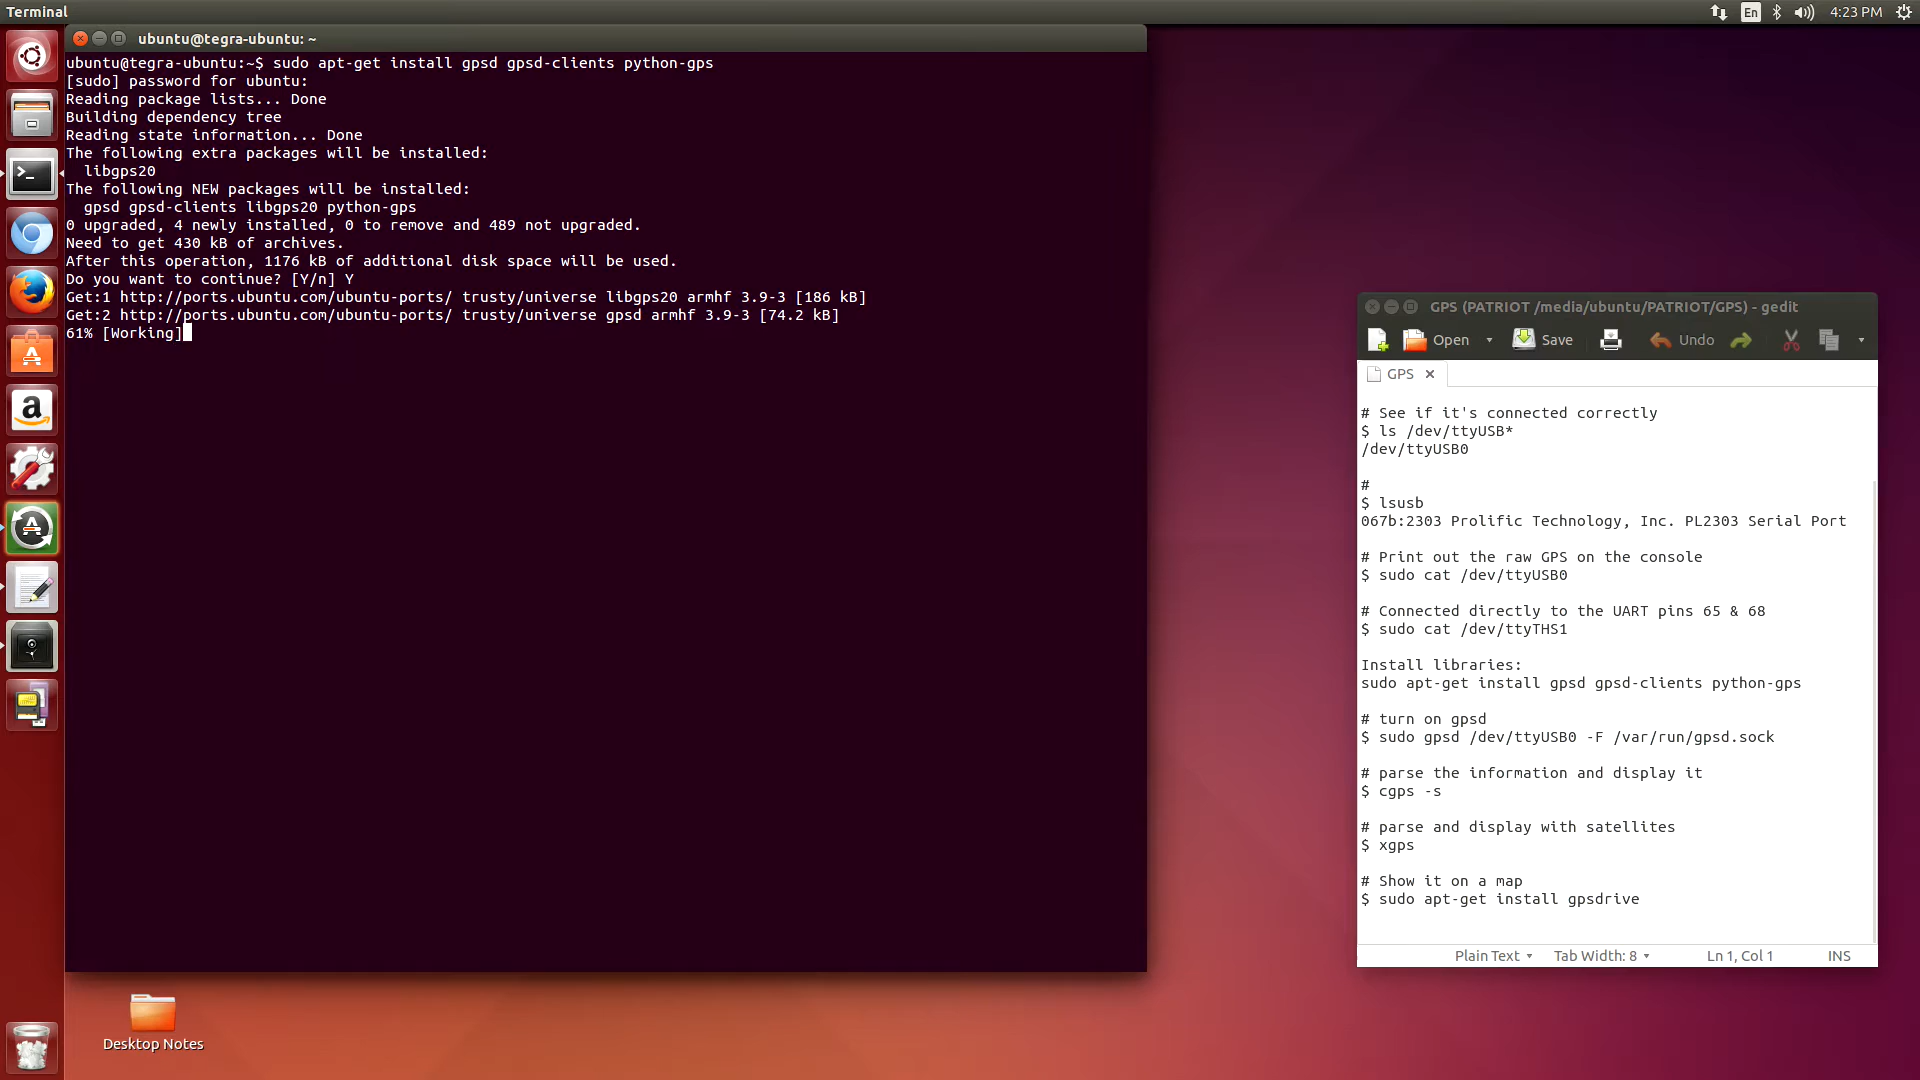 Terminal
En
4:23 PM
ubuntu@tegra-ubuntu: ~
ubuntu@tegra-ubuntu:~$ sudo apt-get install gpsd gpsd-clients python-gps
[sudo] password for ubuntu:
Reading package lists... Done
Building dependency tree
Reading state information... Done
The following extra packages will be installed:
  libgps20
The following NEW packages will be installed:
  gpsd gpsd-clients libgps20 python-gps
0 upgraded, 4 newly installed, 0 to remove and 489 not upgraded.
Need to get 430 kB of archives.
After this operation, 1176 kB of additional disk space will be used.
Do you want to continue? [Y/n] Y
Get:1 http://ports.ubuntu.com/ubuntu-ports/ trusty/universe libgps20 armhf 3.9-3 [186 kB]
Get:2 http://ports.ubuntu.com/ubuntu-ports/ trusty/universe gpsd armhf 3.9-3 [74.2 kB]
61% [Working]
GPS (PATRIOT /media/ubuntu/PATRIOT/GPS) - gedit
Open Save Undo
GPS
# See if it's connected correctly
$ ls /dev/ttyUSB*
/dev/ttyUSB0
#
$ lsusb
067b:2303 Prolific Technology, Inc. PL2303 Serial Port
# Print out the raw GPS on the console
$ sudo cat /dev/ttyUSB0
# Connected directly to the UART pins 65 & 68
$ sudo cat /dev/ttyTHS1
Install libraries:
sudo apt-get install gpsd gpsd-clients python-gps
# turn on gpsd
$ sudo gpsd /dev/ttyUSB0 -F /var/run/gpsd.sock
# parse the information and display it
$ cgps -s
# parse and display with satellites
$ xgps
# Show it on a map
$ sudo apt-get install gpsdrive
Plain Text Tab Width: 8 Ln 1, Col 1 INS
Desktop Notes